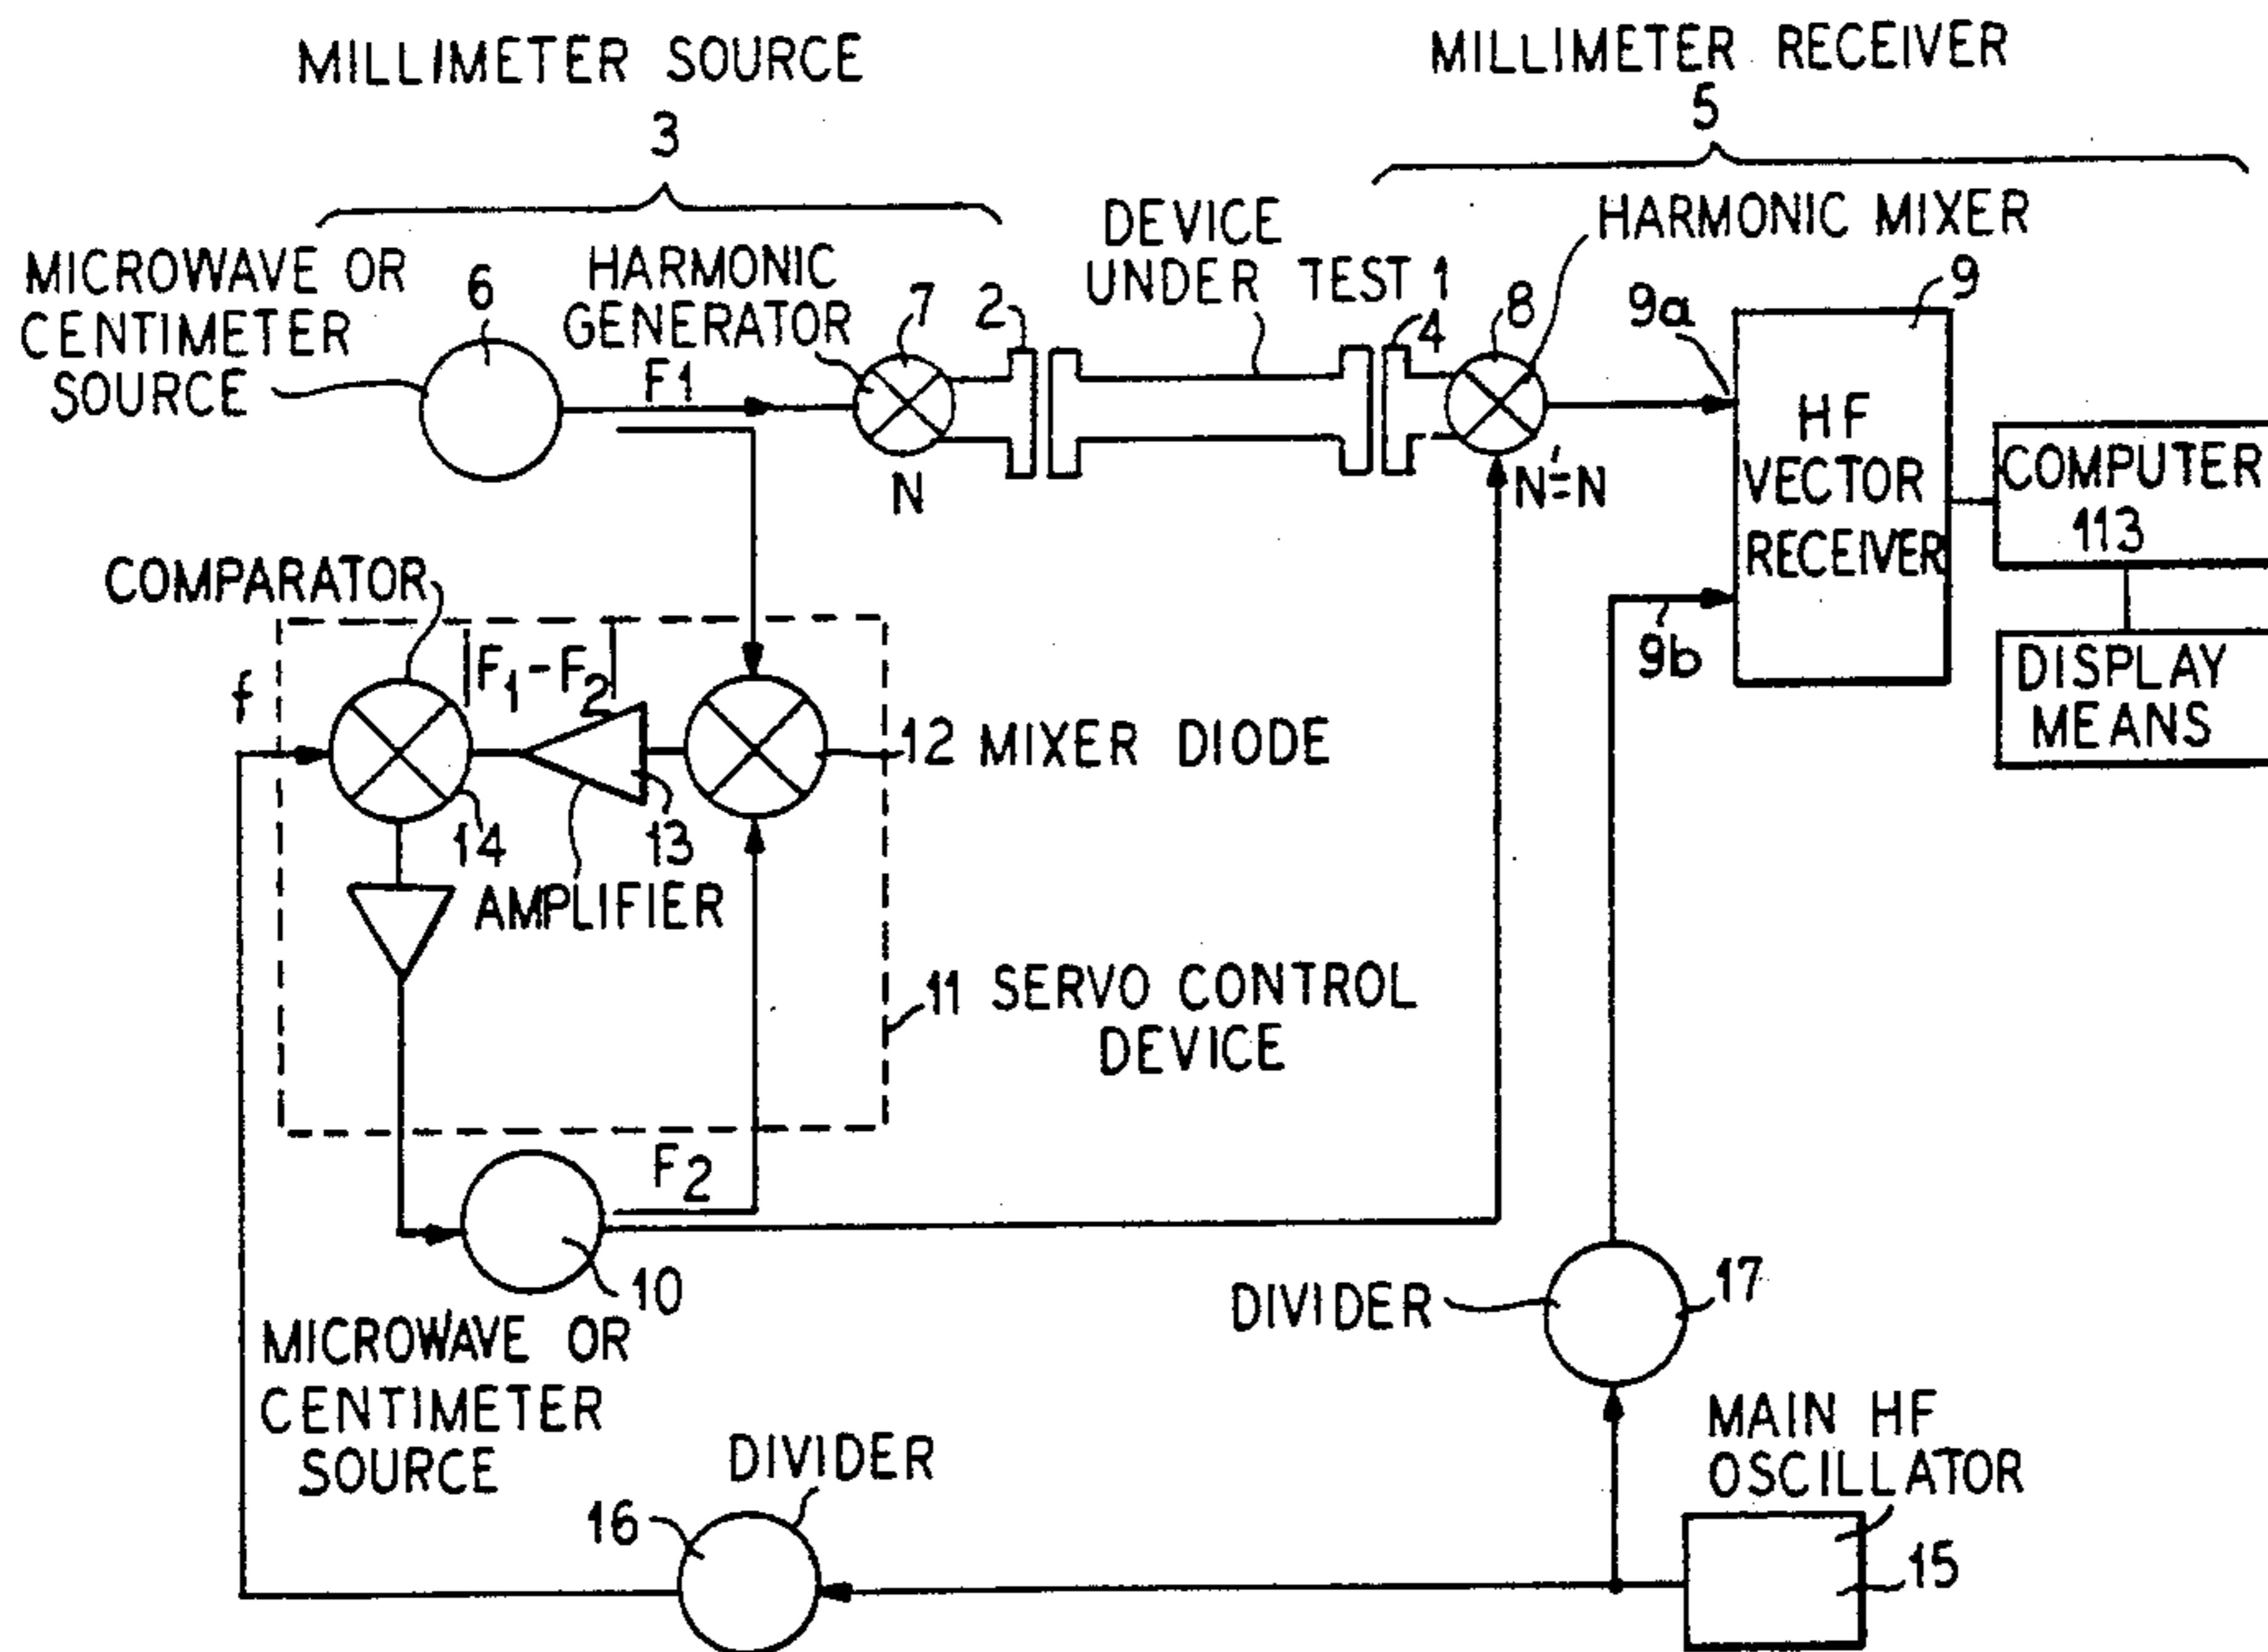 MILLIMETER SOURCE
3
MILLIMETER RECEIVER
5
MICROWAVE OR
CENTIMETER
SOURCE
6
HARMONIC
GENERATOR
F1
7
N
2
DEVICE
UNDER TEST 1
4
8
HARMONIC MIXER
N'=N
9a
9
HF
VECTOR
RECEIVER
9b
COMPUTER
113
DISPLAY
MEANS
COMPARATOR
f
|F1-F2|
12 MIXER DIODE
14
13
AMPLIFIER
11 SERVO CONTROL
DEVICE
F2
10
MICROWAVE OR
CENTIMETER
SOURCE
DIVIDER
17
DIVIDER
16
MAIN HF
OSCILLATOR
15